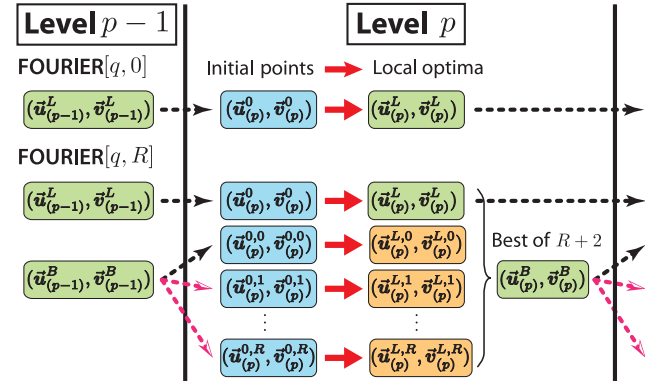 Level p − 1 Level p
FOURIER[q, 0] Initial points Local optima
(u⃗^L_(p−1), v⃗^L_(p−1)) (u⃗^0_(p), v⃗^0_(p)) (u⃗^L_(p), v⃗^L_(p))
FOURIER[q, R]
(u⃗^L_(p−1), v⃗^L_(p−1)) (u⃗^0_(p), v⃗^0_(p)) (u⃗^L_(p), v⃗^L_(p))
(u⃗^{0,0}_(p), v⃗^{0,0}_(p)) (u⃗^{L,0}_(p), v⃗^{L,0}_(p)) Best of R + 2
(u⃗^B_(p−1), v⃗^B_(p−1)) (u⃗^{0,1}_(p), v⃗^{0,1}_(p)) (u⃗^{L,1}_(p), v⃗^{L,1}_(p)) (u⃗^B_(p), v⃗^B_(p))
⋮ ⋮
(u⃗^{0,R}_(p), v⃗^{0,R}_(p)) (u⃗^{L,R}_(p), v⃗^{L,R}_(p))